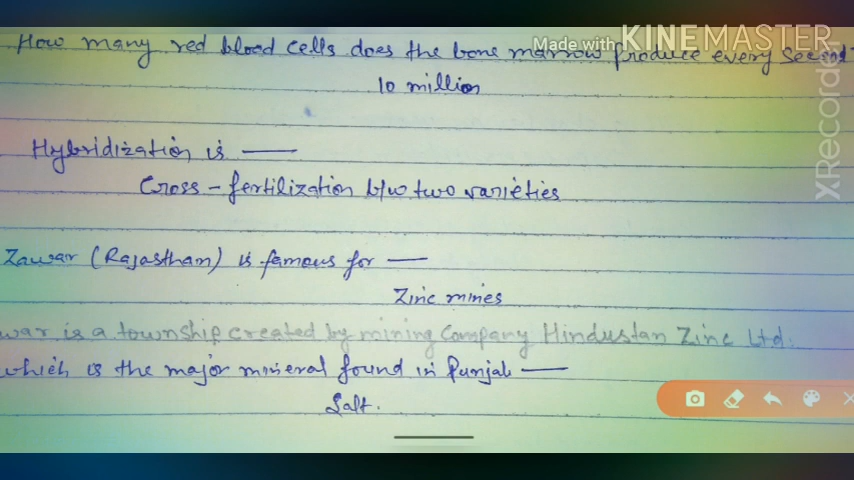 Made with KINEMASTER
How many red blood cells does the bone marrow produce every second?
10 million
XRecorder
Hybridization is —
Cross-fertilization b/w two varieties
Zawar (Rajasthan) is famous for —
Zinc mines
war is a township created by mining Company Hindustan Zinc Ltd.
which is the major mineral found in Punjab —
Salt.